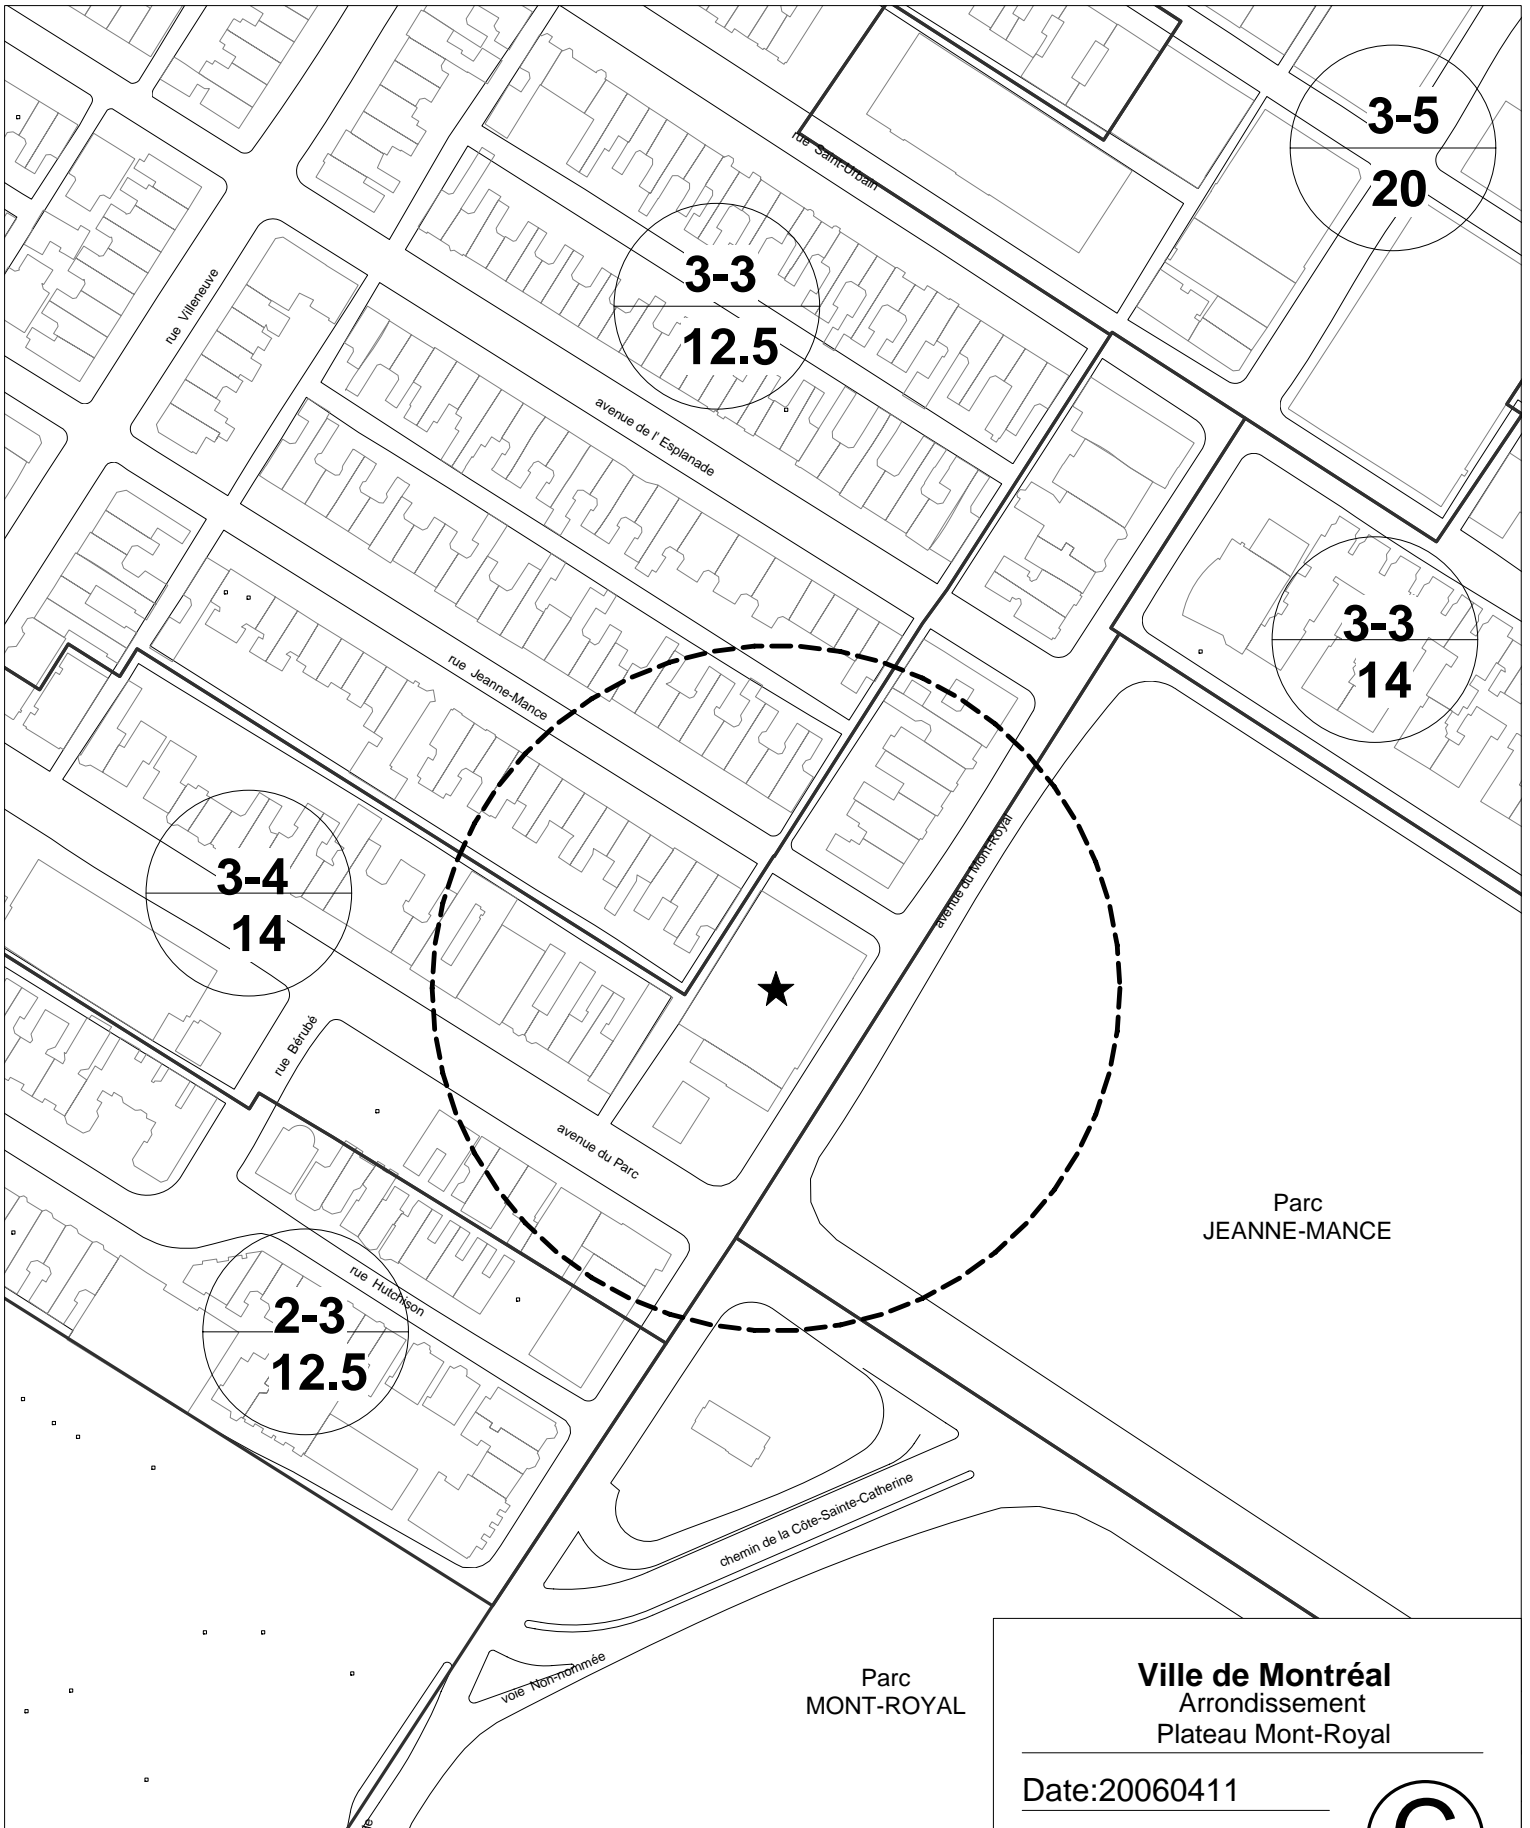 3-5
20
rue Saint-Urbain
3-3
12.5
rue Villeneuve
avenue de l' Esplanade
3-3
14
rue Jeanne-Mance
avenue du Mont-Royal
3-4
14
rue Bérubé
avenue du Parc
Parc
JEANNE-MANCE
rue Hutchison
2-3
12.5
chemin de la Côte-Sainte-Catherine
voie Non-nommée
Parc
MONT-ROYAL
Ville de Montréal
Arrondissement
Plateau Mont-Royal
Date:20060411